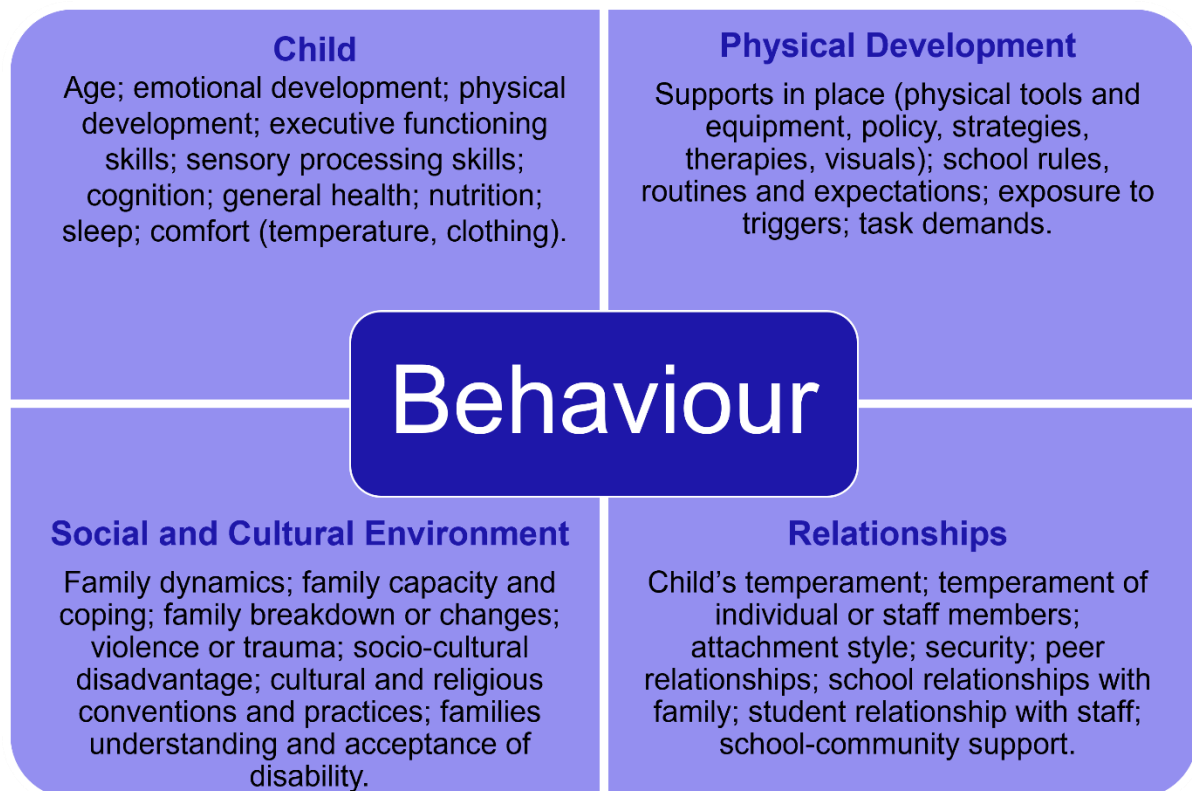 Child
Age; emotional development; physical
development; executive functioning
skills; sensory processing skills;
cognition; general health; nutrition;
sleep; comfort (temperature, clothing).
Physical Development
Supports in place (physical tools and
equipment, policy, strategies,
therapies, visuals); school rules,
routines and expectations; exposure to
triggers; task demands.
Behaviour
Social and Cultural Environment
Family dynamics; family capacity and
coping; family breakdown or changes;
violence or trauma; socio-cultural
disadvantage; cultural and religious
conventions and practices; families
understanding and acceptance of
disability.
Relationships
Child’s temperament; temperament of
individual or staff members;
attachment style; security; peer
relationships; school relationships with
family; student relationship with staff;
school-community support.